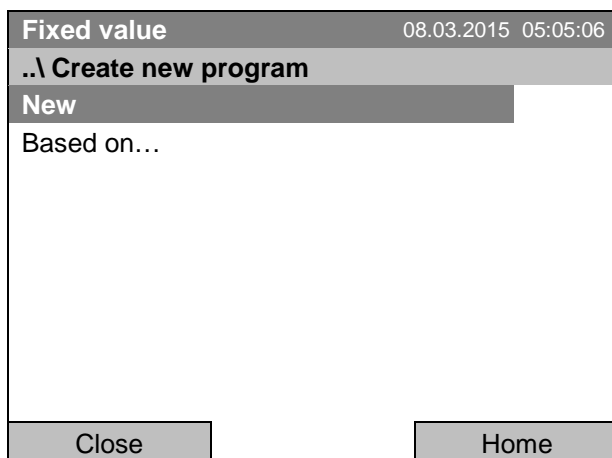 Fixed value 08.03.2015 05:05:06
..\ Create new program
New
Based on…
Close Home